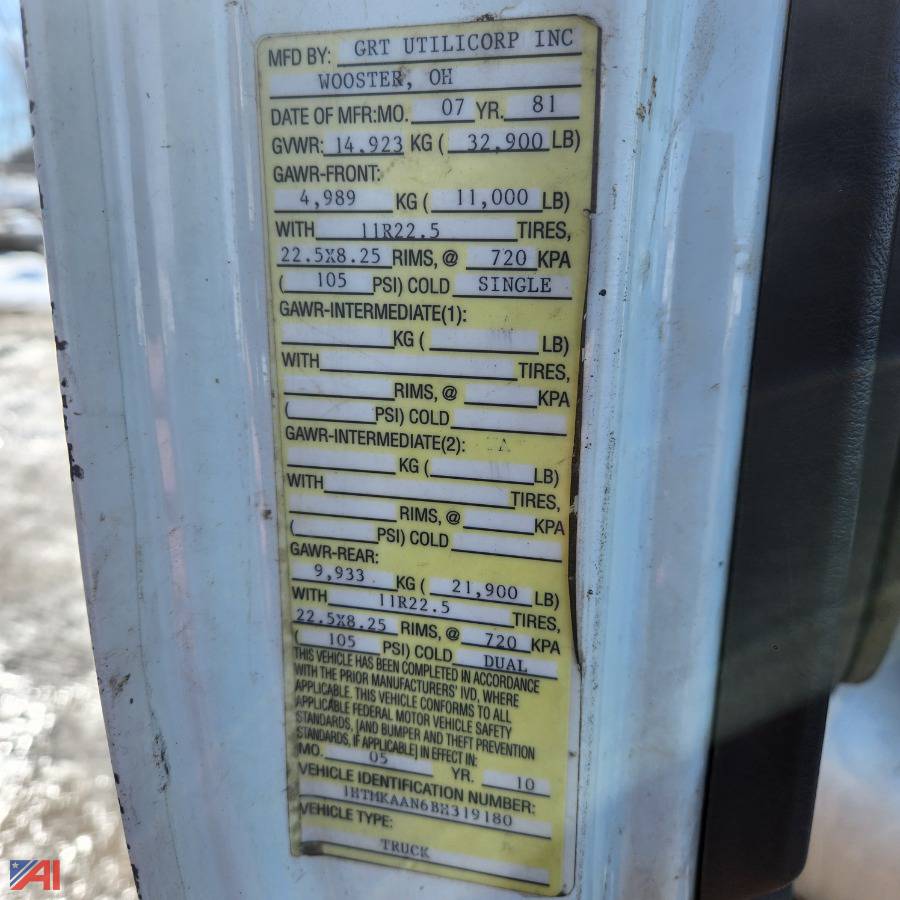 MFD BY: GRT UTILICORP INC
WOOSTER, OH
DATE OF MFR:MO. 07 YR. 81
GVWR: 14,923 KG ( 32,900 LB)
GAWR-FRONT:
4,989 KG ( 11,000 LB)
WITH 11R22.5 TIRES,
22.5X8.25 RIMS, @ 720 KPA
( 105 PSI) COLD SINGLE
GAWR-INTERMEDIATE(1):
KG ( LB)
WITH TIRES,
RIMS, @ KPA
( PSI) COLD
GAWR-INTERMEDIATE(2):
KG ( LB)
WITH TIRES,
RIMS, @ KPA
( PSI) COLD
GAWR-REAR:
9,933 KG ( 21,900 LB)
WITH 11R22.5 TIRES,
22.5X8.25 RIMS, @ 720 KPA
( 105 PSI) COLD DUAL
THIS VEHICLE HAS BEEN COMPLETED IN ACCORDANCE
WITH THE PRIOR MANUFACTURERS' IVD, WHERE
APPLICABLE. THIS VEHICLE CONFORMS TO ALL
APPLICABLE FEDERAL MOTOR VEHICLE SAFETY
STANDARDS, [AND BUMPER AND THEFT PREVENTION
STANDARDS, IF APPLICABLE] IN EFFECT IN:
MO. 05 YR. 10
VEHICLE IDENTIFICATION NUMBER:
1HTMKAAN6BH319180
VEHICLE TYPE:
TRUCK
AI